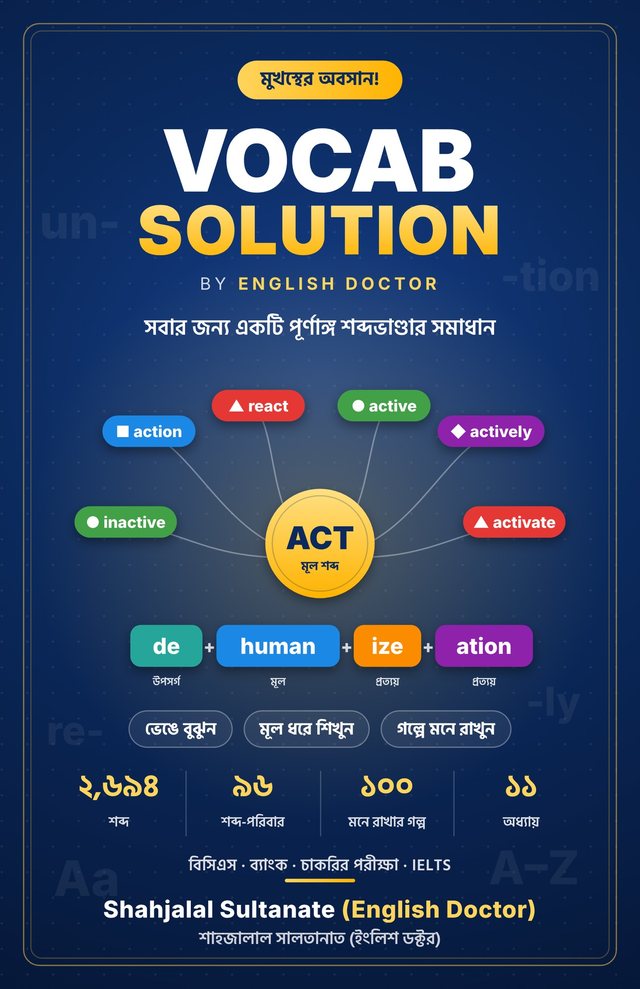 মুখস্থের অবসান!
VOCAB
SOLUTION
BY ENGLISH DOCTOR
un-
-tion
সবার জন্য একটি পূর্ণাঙ্গ শব্দভাণ্ডার সমাধান
▲ react ● active
■ action ◆ actively
● inactive ▲ activate
ACT
মূল শব্দ
de + human + ize + ation
উপসর্গ মূল প্রত্যয় প্রত্যয়
-ly
re-
ভেঙে বুঝুন মূল ধরে শিখুন গল্পে মনে রাখুন
২,৬৯৪ ৯৬ ১০০ ১১
শব্দ শব্দ-পরিবার মনে রাখার গল্প অধ্যায়
বিসিএস · ব্যাংক · চাকরির পরীক্ষা · IELTS
Aa
A–Z
Shahjalal Sultanate (English Doctor)
শাহজালাল সালতানাত (ইংলিশ ডক্টর)